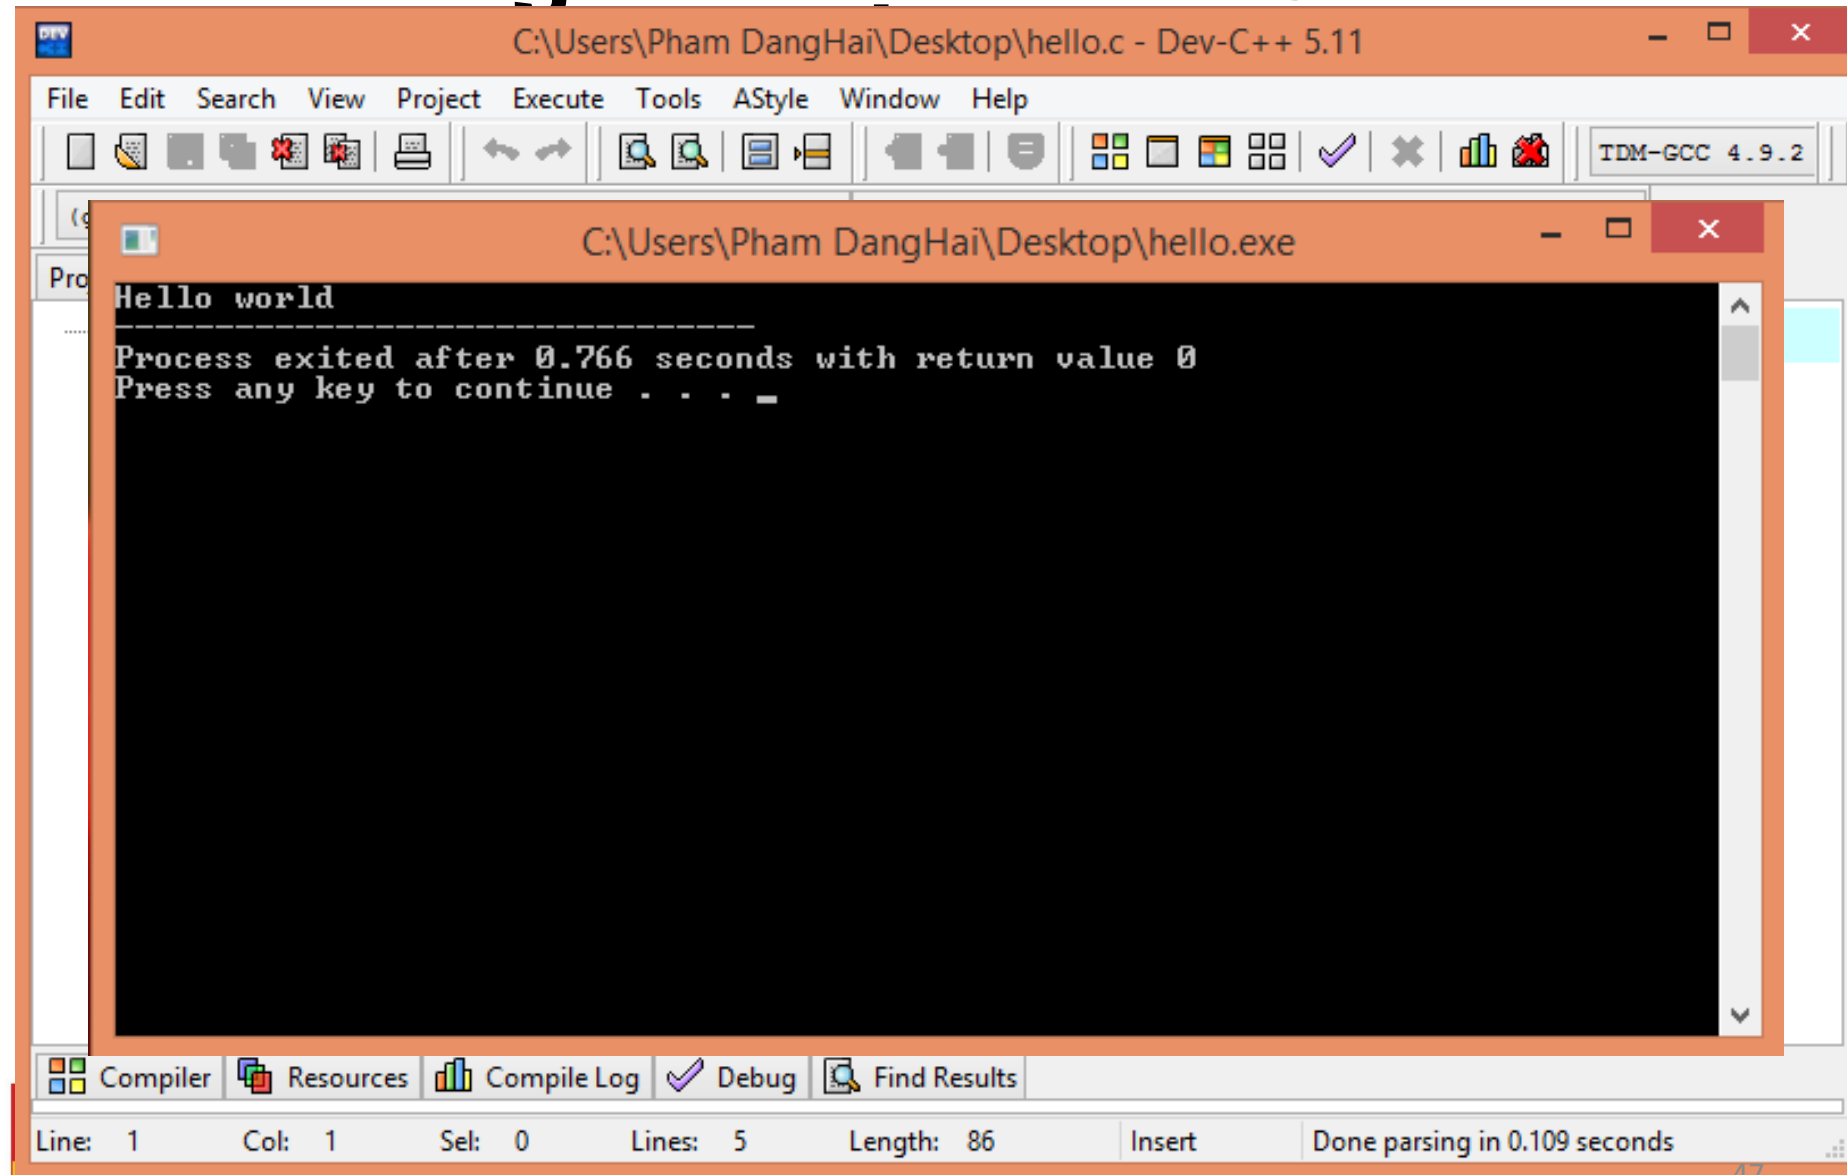 DEV
C:\Users\Pham DangHai\Desktop\hello.c - Dev-C++ 5.11
File Edit Search View Project Execute Tools AStyle Window Help
TDM-GCC 4.9.2
C:\Users\Pham DangHai\Desktop\hello.exe
Hello world
--------------------------------
Process exited after 0.766 seconds with return value 0
Press any key to continue . . . _
Compiler Resources Compile Log Debug Find Results
Line: 1 Col: 1 Sel: 0 Lines: 5 Length: 86 Insert Done parsing in 0.109 seconds